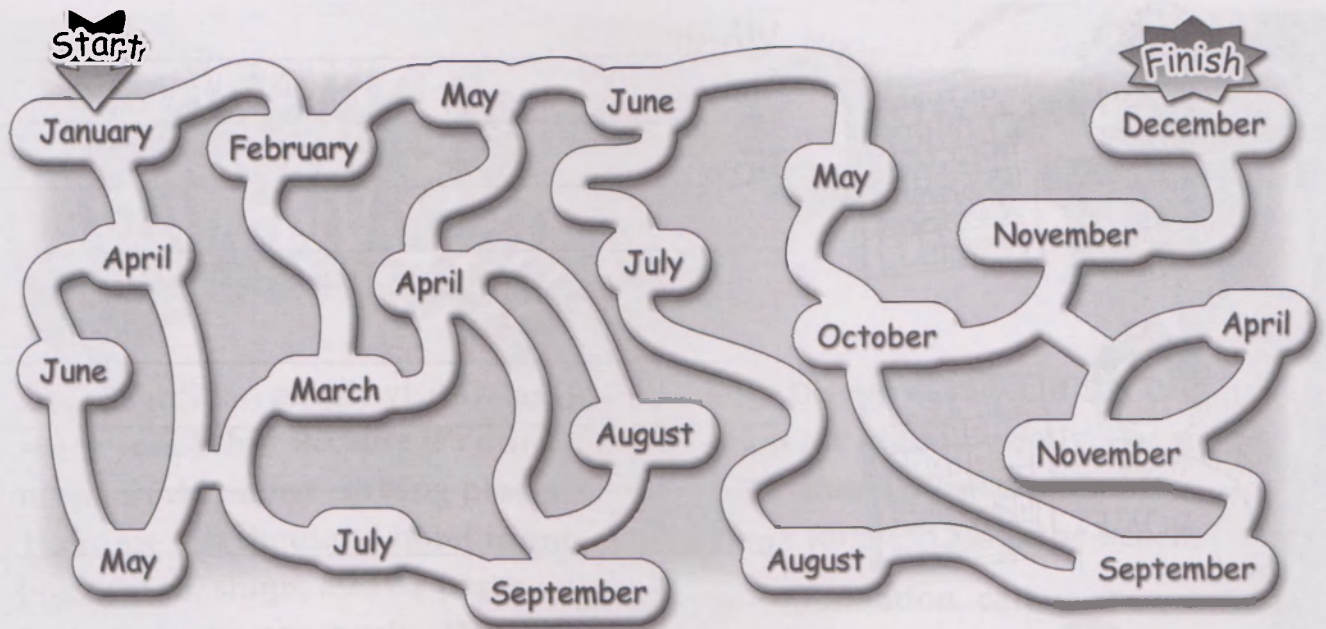 Start
Finish
January
February
May
June
May
December
April
April
July
November
June
March
October
April
August
November
May
July
September
August
September